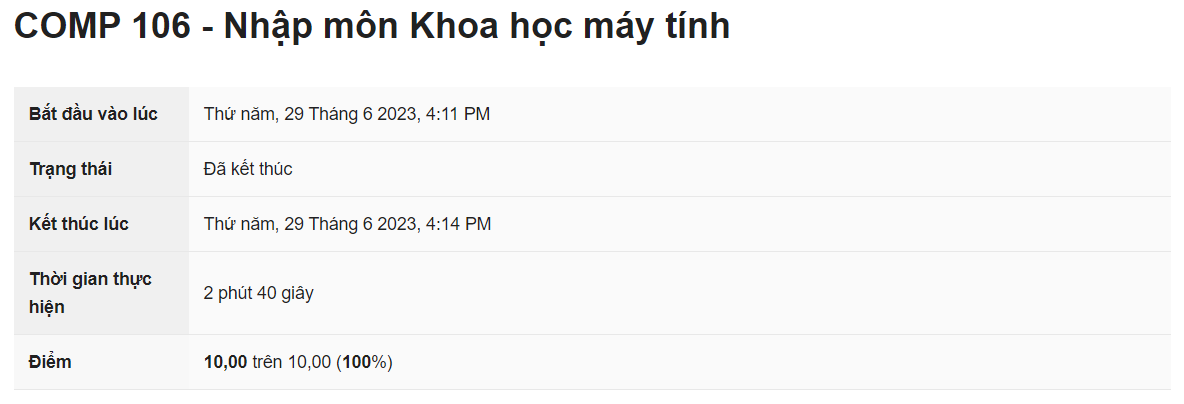 COMP 106 - Nhập môn Khoa học máy tính
Bắt đầu vào lúc Thứ năm, 29 Tháng 6 2023, 4:11 PM
Trạng thái Đã kết thúc
Kết thúc lúc Thứ năm, 29 Tháng 6 2023, 4:14 PM
Thời gian thực
hiện
2 phút 40 giây
Điểm 10,00 trên 10,00 (100%)